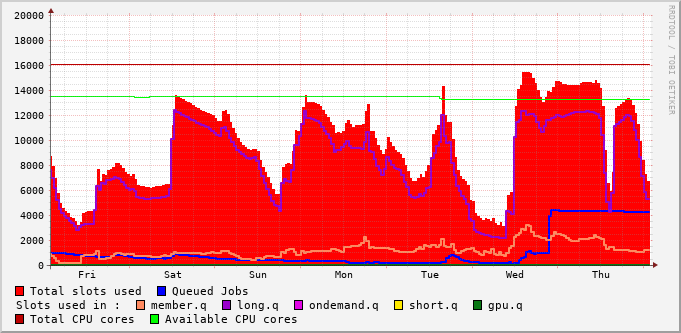 20000
18000
16000
14000
12000
10000
8000
6000
4000
2000
0
Fri Sat Sun Mon Tue Wed Thu
RRDTOOL / TOBI OETIKER
Total slots used Queued Jobs
Slots used in : member.q long.q ondemand.q short.q gpu.q
Total CPU cores Available CPU cores